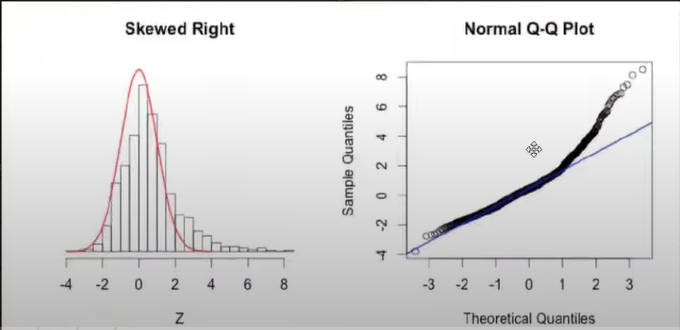 Skewed Right
-4 -2 0 2 4 6 8
Z
Normal Q-Q Plot
Sample Quantiles
8
6
4
2
0
-2
-4
-3 -2 -1 0 1 2 3
Theoretical Quantiles